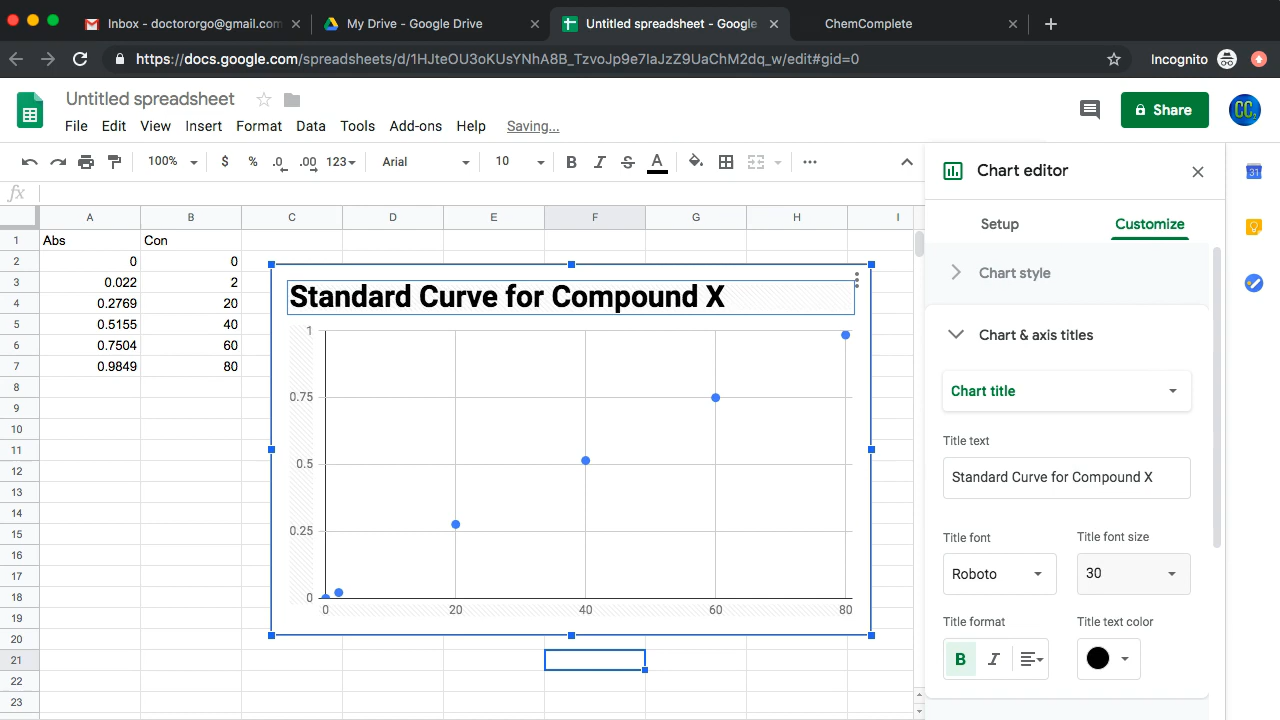 Inbox - doctororgo@gmail.com
My Drive - Google Drive
Untitled spreadsheet - Google
ChemComplete
https://docs.google.com/spreadsheets/d/1HJteOU3oKUsYNhA8B_TzvoJp9e7IaJzZ9UaChM2dq_w/edit#gid=0
Incognito
Untitled spreadsheet
File Edit View Insert Format Data Tools Add-ons Help Saving...
Share
CC2
100% $ % .0 .00 123 Arial 10 B I S A
fx
Chart editor
Setup Customize
A B C D E F G H I
1 Abs Con
2 0 0
3 0.022 2
4 0.2769 20
5 0.5155 40
6 0.7504 60
7 0.9849 80
8
9
10
11
12
13
14
15
16
17
18
19
20
21
22
23
Standard Curve for Compound X
1
0.75
0.5
0.25
0
0 20 40 60 80
Chart style
Chart & axis titles
Chart title
Title text
Standard Curve for Compound X
Title font Title font size
Roboto 30
Title format Title text color
B I
31